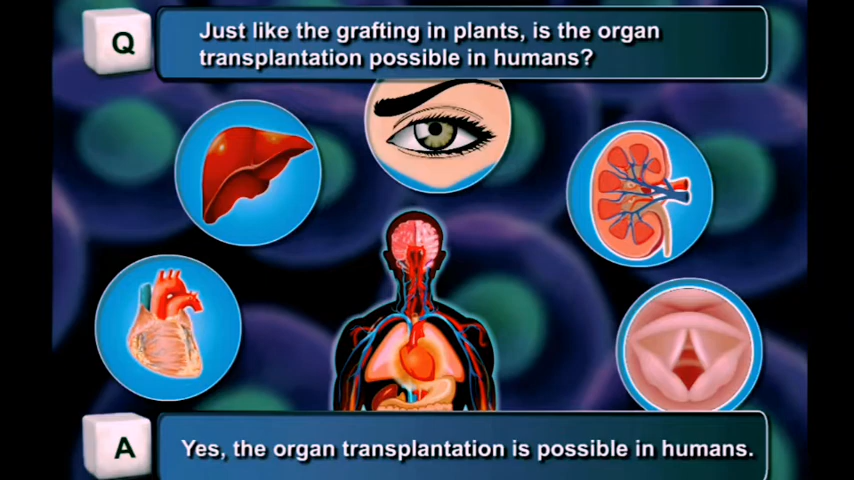 Q
Just like the grafting in plants, is the organ
transplantation possible in humans?
A
Yes, the organ transplantation is possible in humans.